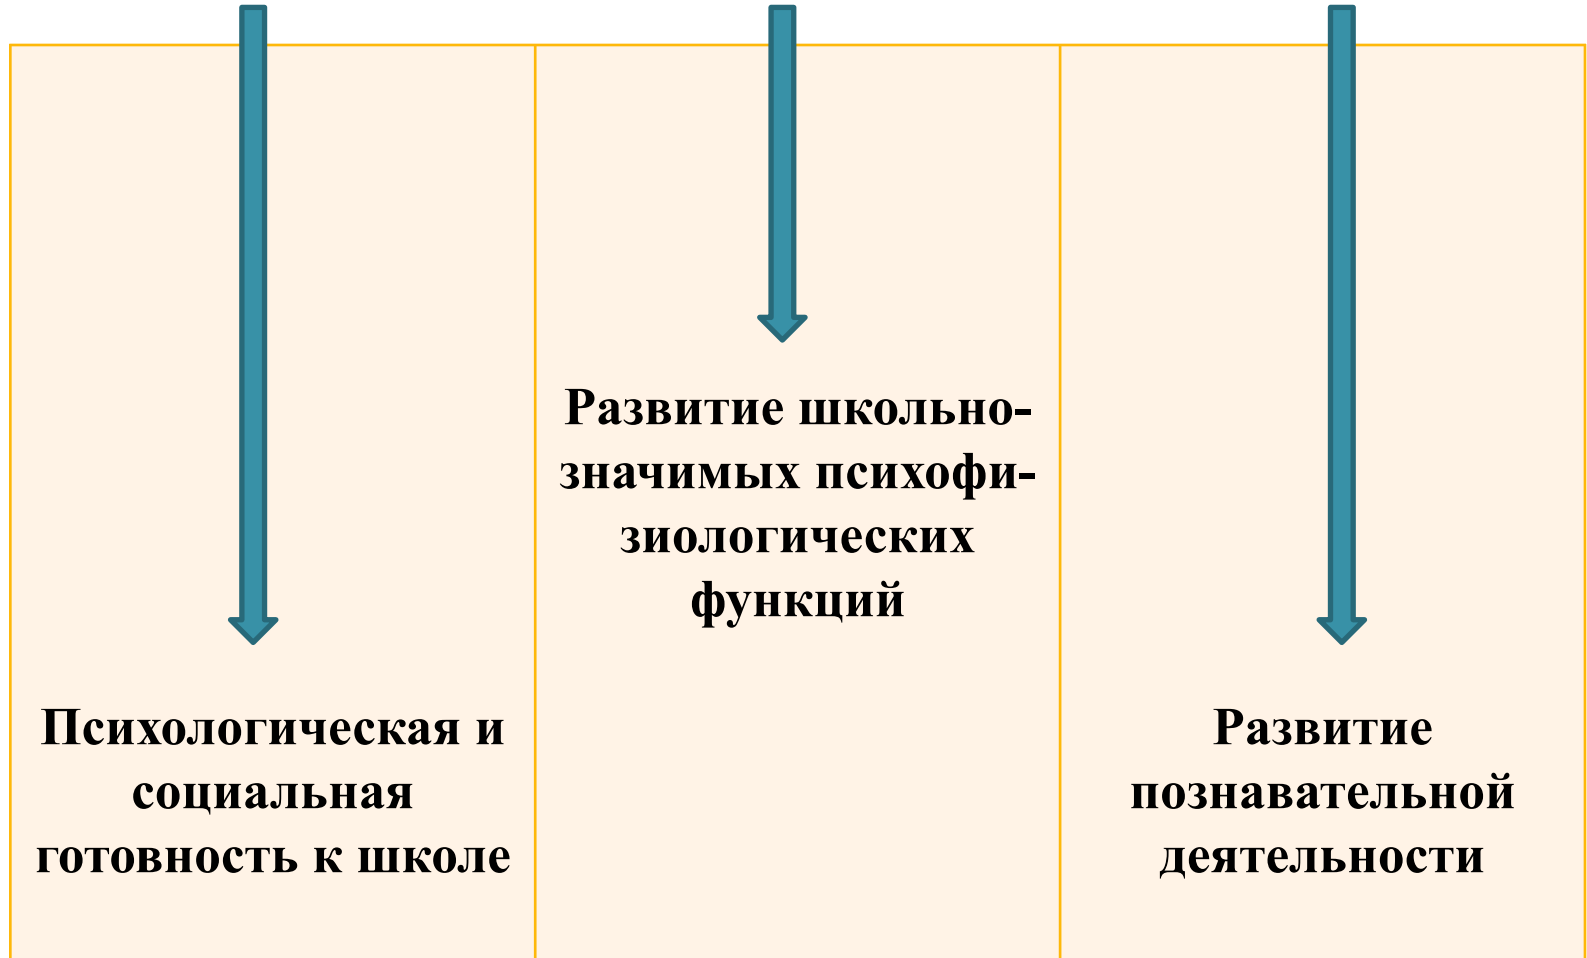 Психологическая и
социальная
готовность к школе
Развитие школьно-
значимых психофи-
зиологических
функций
Развитие
познавательной
деятельности